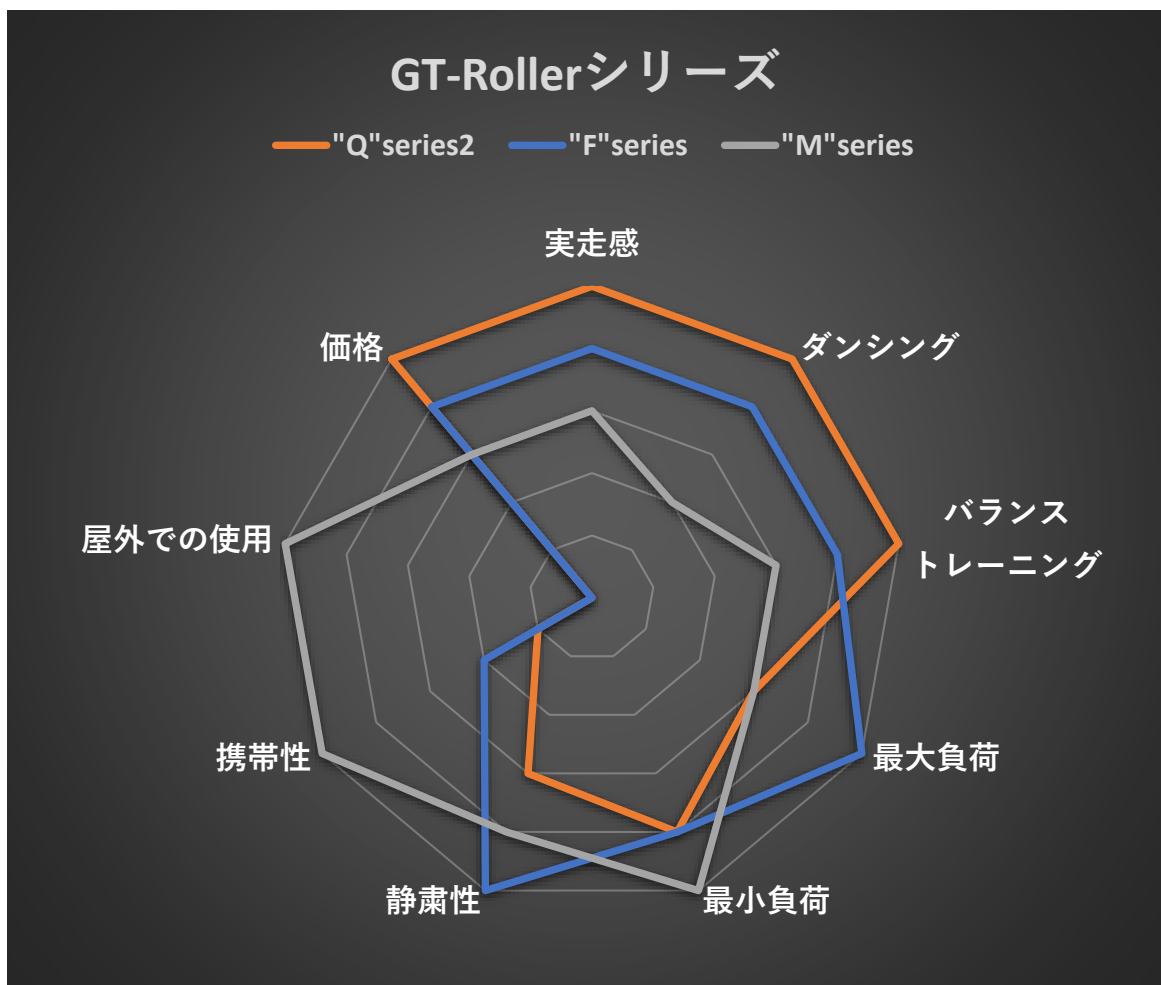 GT-Rollerシリーズ
"Q"series2 "F"series "M"series
実走感
ダンシング
バランス
トレーニング
最大負荷
最小負荷
静粛性
携帯性
屋外での使用
価格